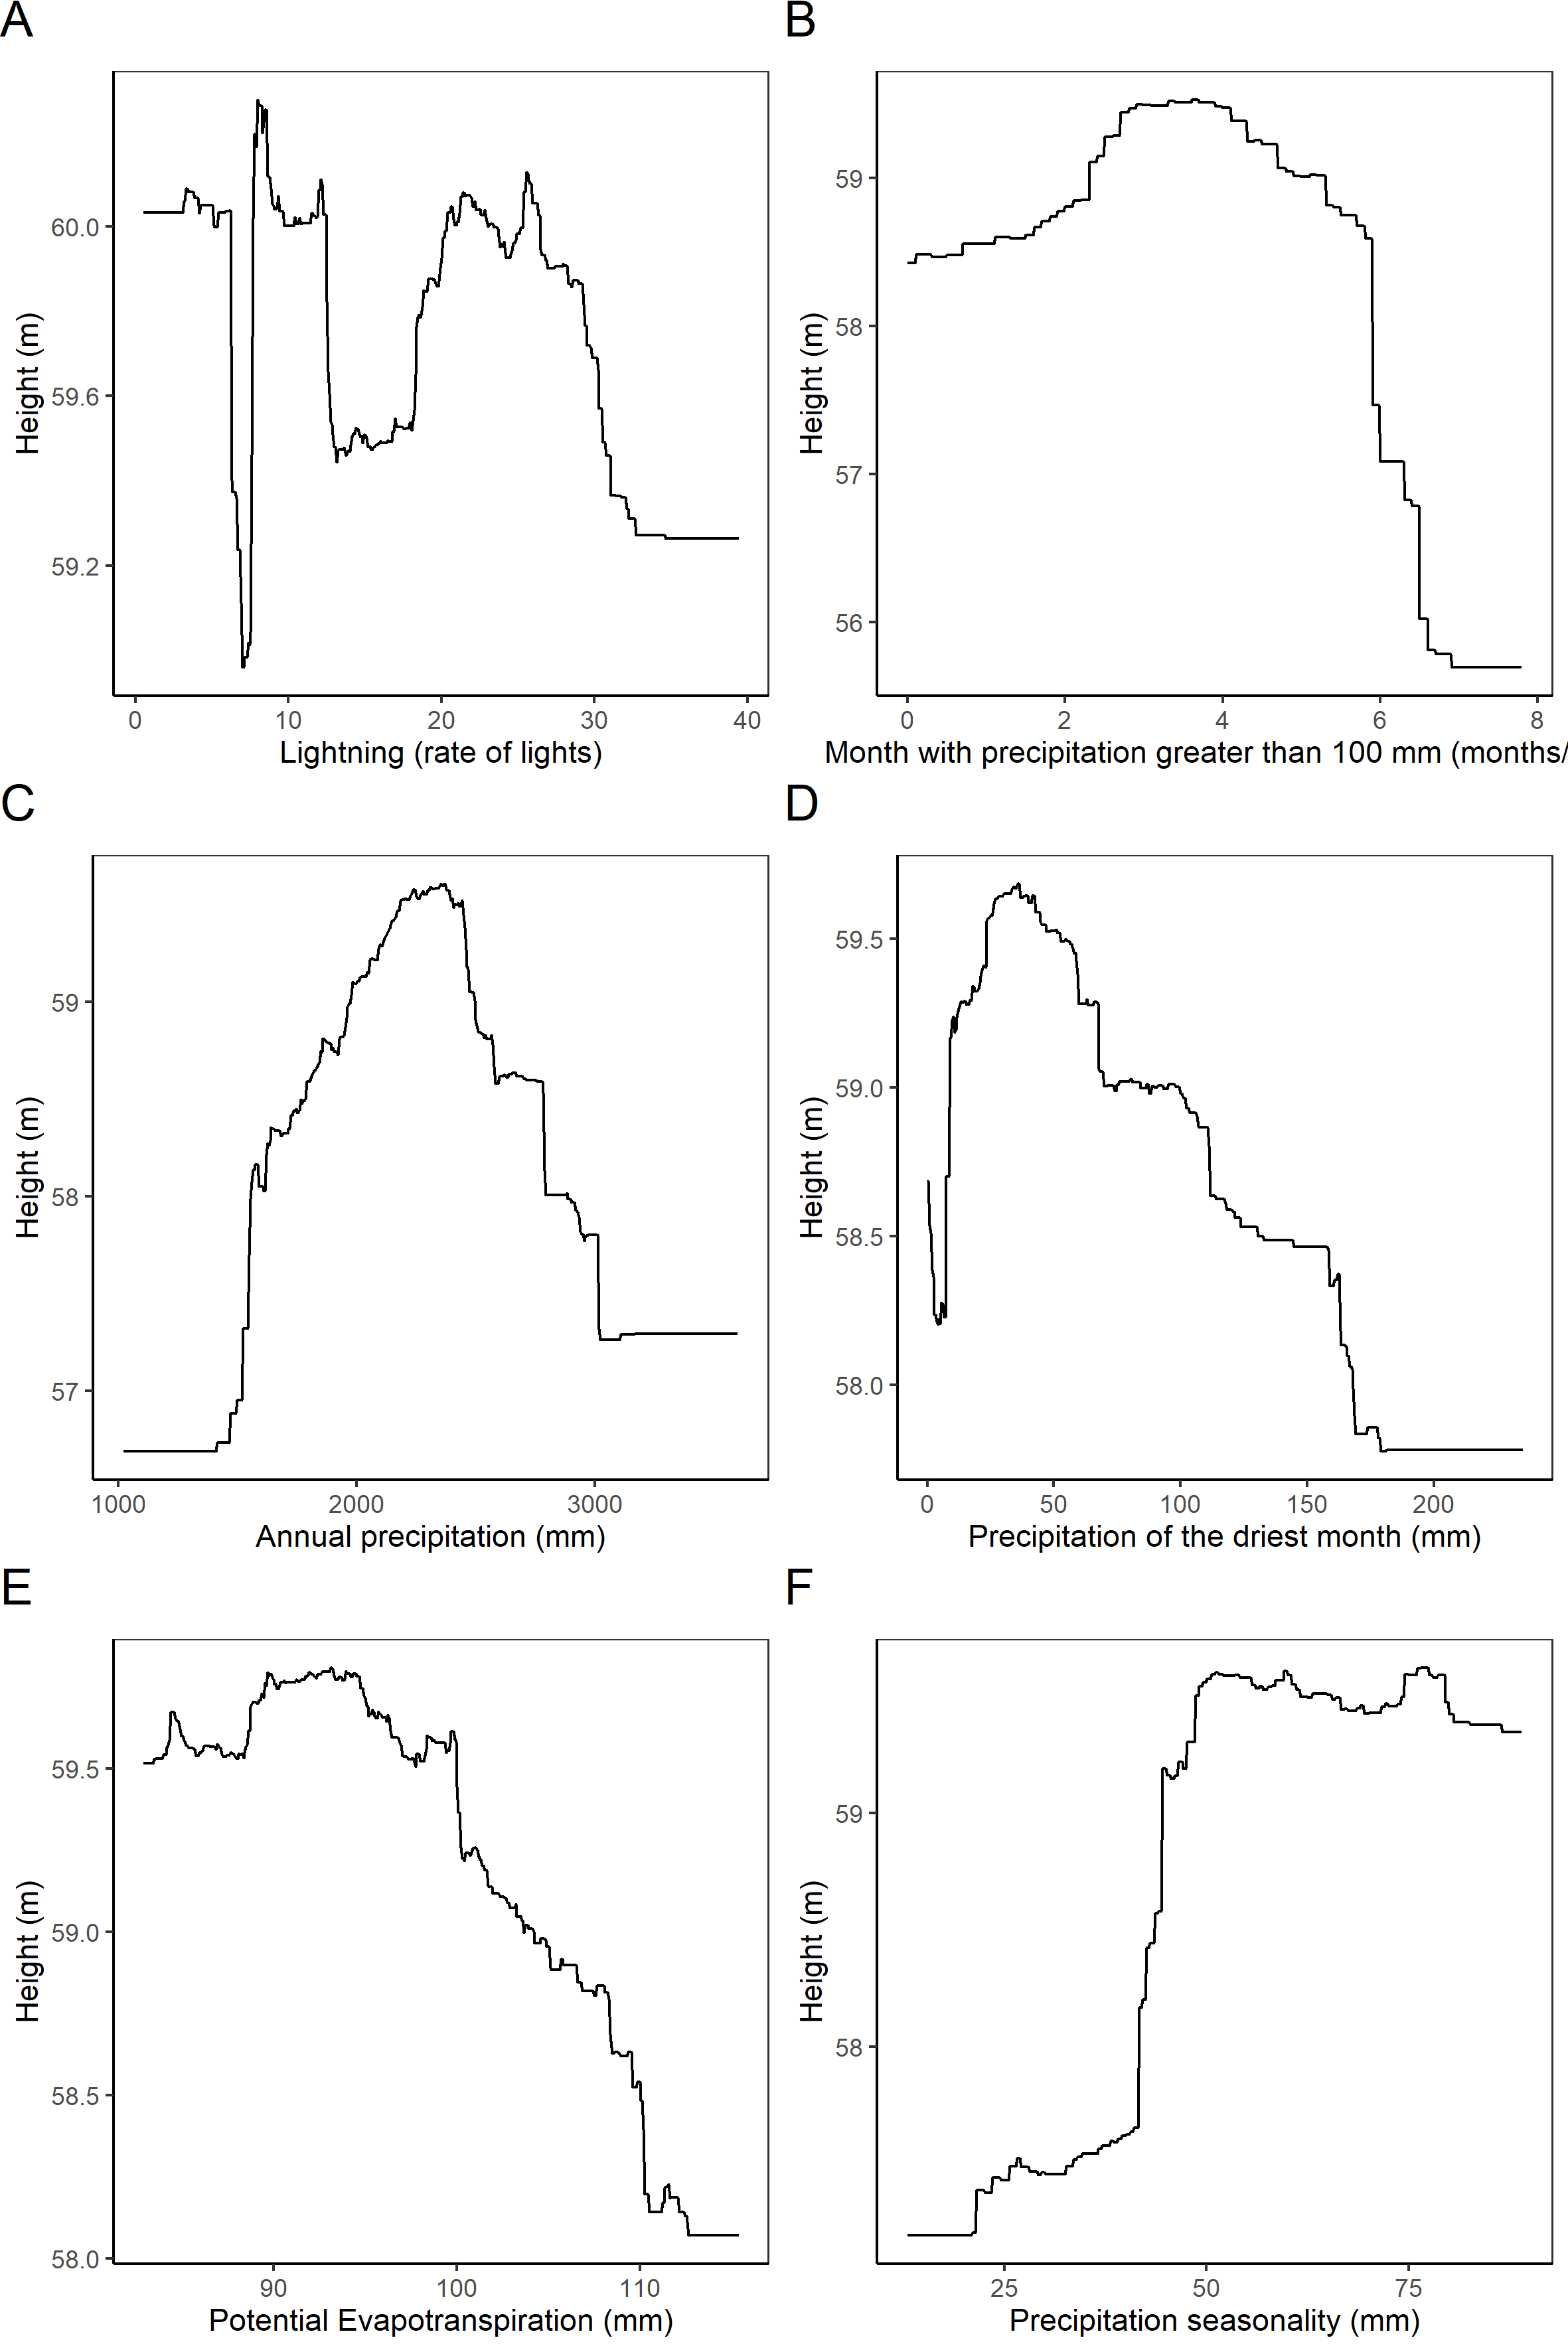 A
Height (m)
60.0
59.6
59.2
0 10 20 30 40
Lightning (rate of lights)
B
Height (m)
59
58
57
56
0 2 4 6 8
Month with precipitation greater than 100 mm (months/
C
Height (m)
59
58
57
1000 2000 3000
Annual precipitation (mm)
D
Height (m)
59.5
59.0
58.5
58.0
0 50 100 150 200
Precipitation of the driest month (mm)
E
Height (m)
59.5
59.0
58.5
58.0
90 100 110
Potential Evapotranspiration (mm)
F
Height (m)
59
58
25 50 75
Precipitation seasonality (mm)